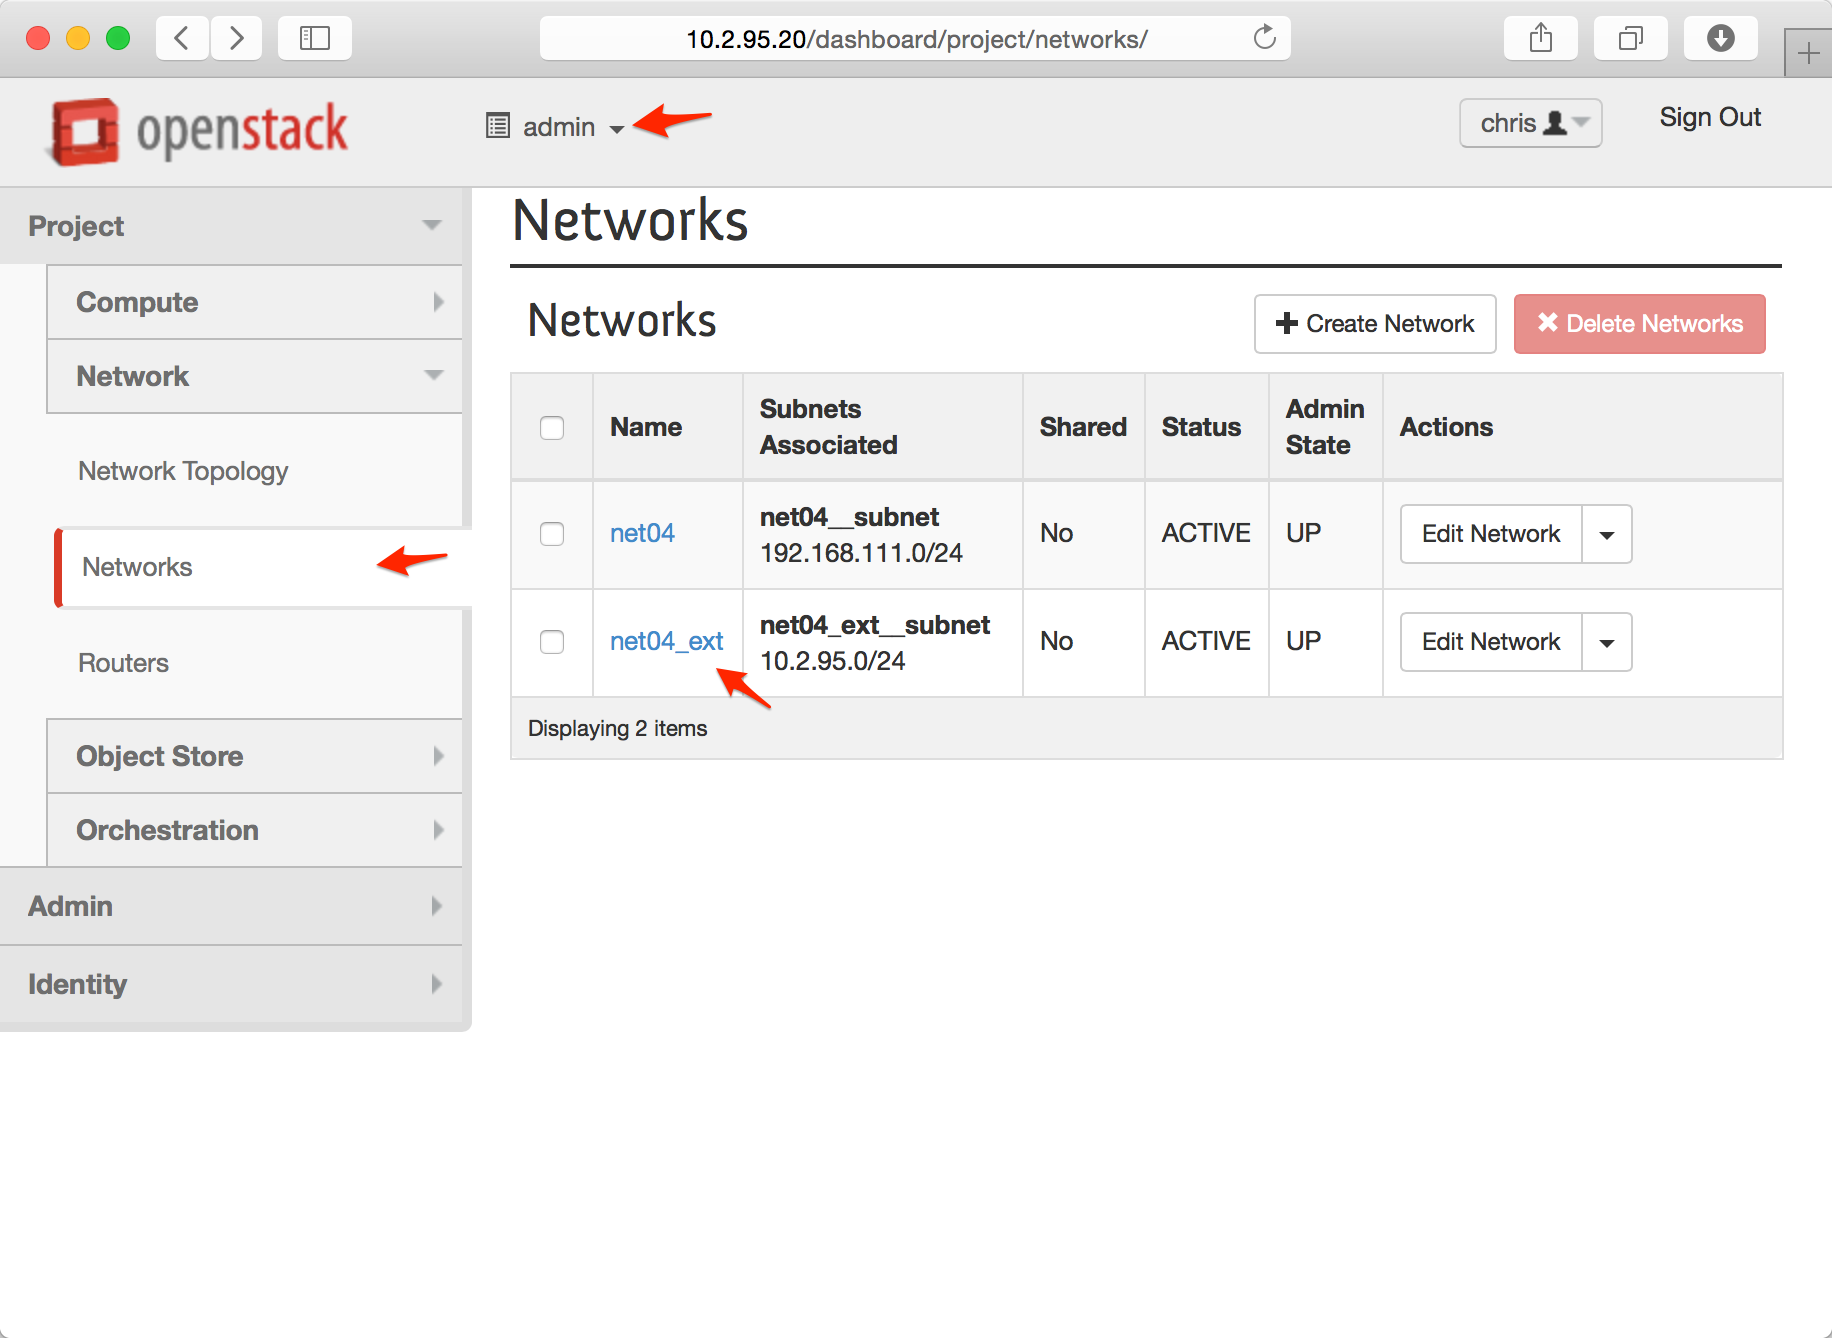 10.2.95.20/dashboard/project/networks/
openstack
admin
chris
Sign Out
Project
Compute
Network
Network Topology
Networks
Routers
Object Store
Orchestration
Admin
Identity
Networks
Networks
Create Network
Delete Networks
Name
Subnets Associated
Shared
Status
Admin State
Actions
net04
net04__subnet
192.168.111.0/24
No
ACTIVE
UP
Edit Network
net04_ext
net04_ext__subnet
10.2.95.0/24
No
ACTIVE
UP
Edit Network
Displaying 2 items